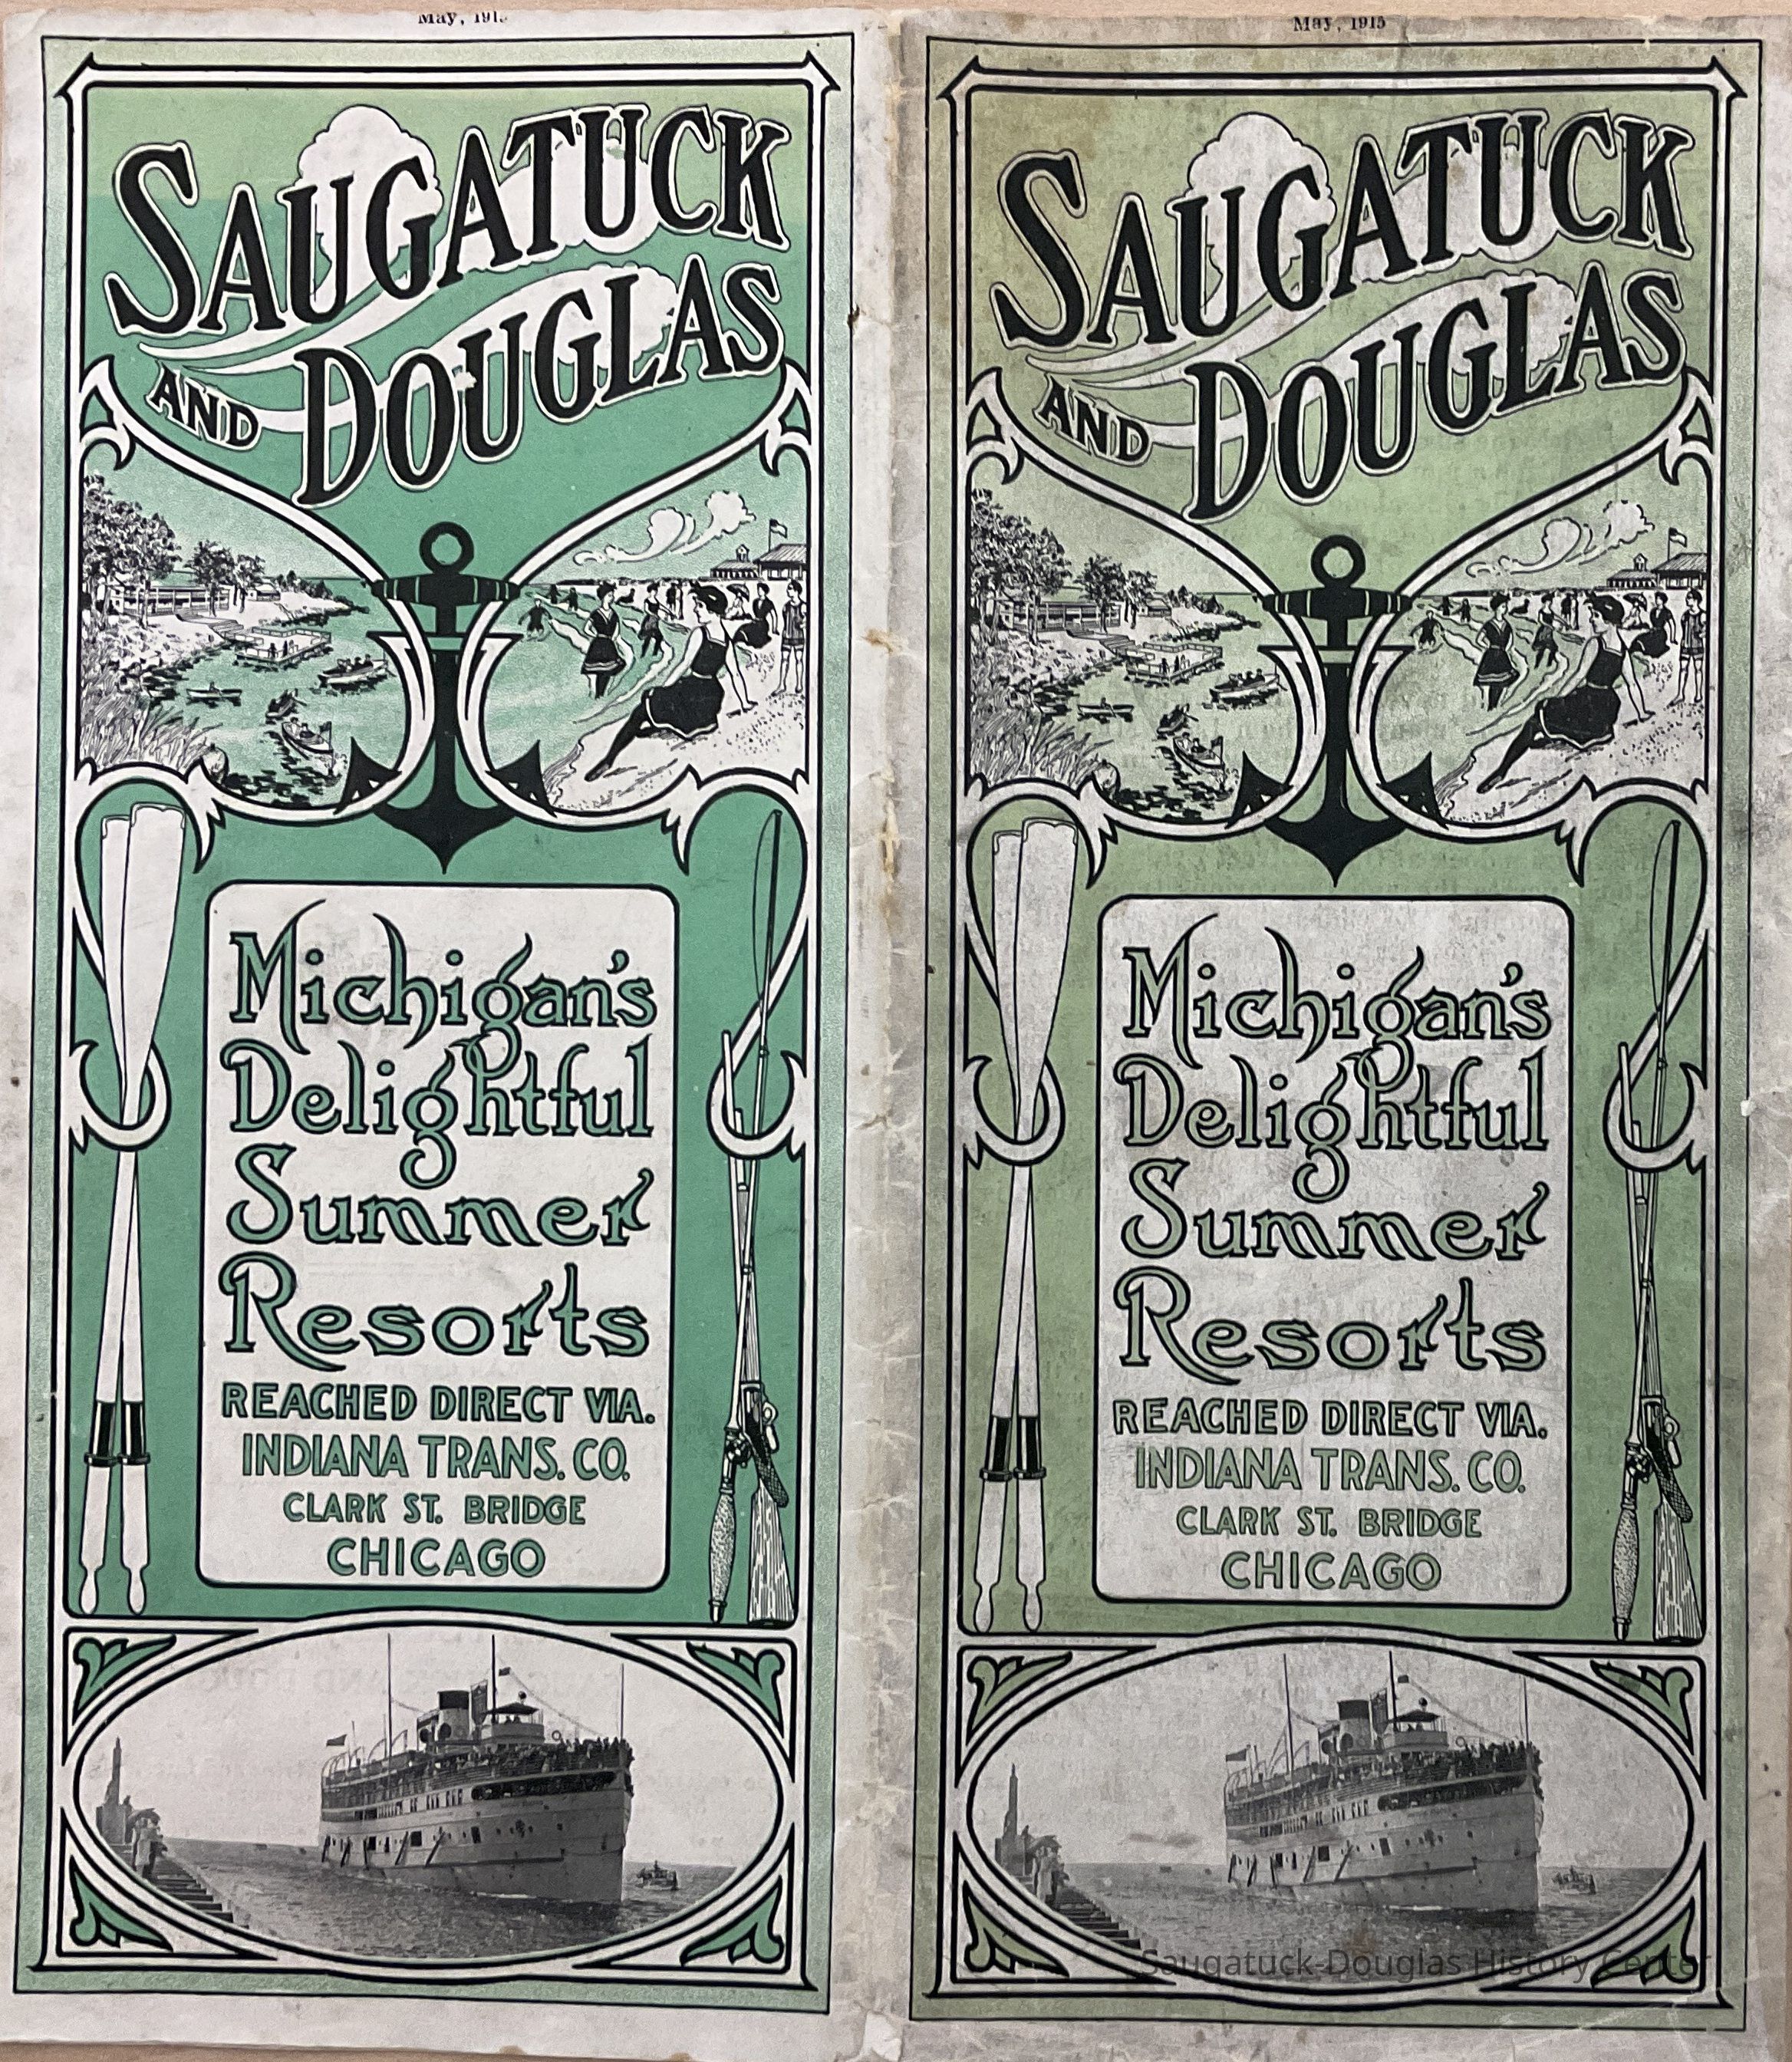 May, 191
SAUGATUCK
AND DOUGLAS
Michigan's
Delightful
Summer
Resorts
REACHED DIRECT VIA.
INDIANA TRANS. CO.
CLARK ST. BRIDGE
CHICAGO
May, 1915
SAUGATUCK
AND DOUGLAS
Michigan's
Delightful
Summer
Resorts
REACHED DIRECT VIA.
INDIANA TRANS. CO.
CLARK ST. BRIDGE
CHICAGO
Saugatuck-Douglas History Center